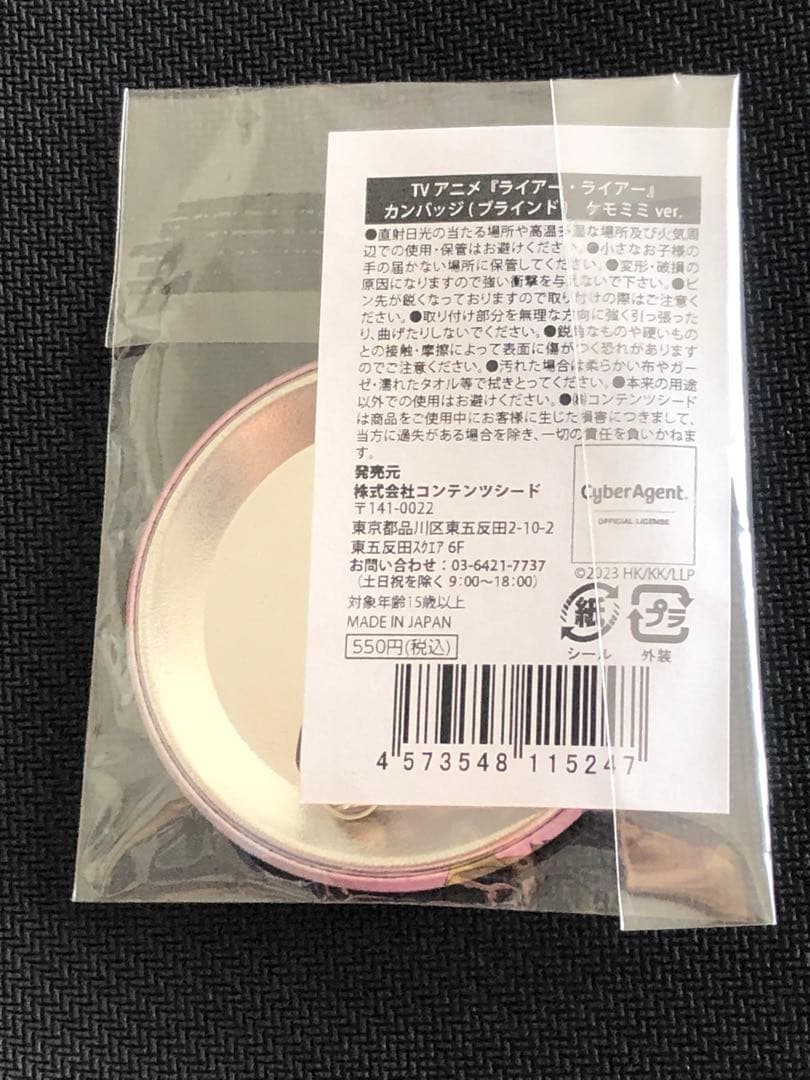 TV アニメ『ライアー・ライアー』
カンバッジ(ブラインド) ケモミミ ver.
●直射日光の当たる場所や高温多湿な場所及び火気周
辺での使用・保管はお避けください。●小さなお子様の
手の届かない場所に保管してください。●変形・破損の
原因になりますので強い衝撃を与えないで下さい。●ピ
ン先が鋭くなっておりますので取り付けの際はご注意く
ださい。●取り付け部分を無理な方向に強く引っ張った
り、曲げたりしないでください。●鋭利なものや硬いもの
との接触・摩擦によって表面に傷がつく恐れがあります
のでご注意ください。●汚れた場合は柔らかい布やガー
ゼ・濡れたタオル等で拭きとってください。●本来の用途
以外での使用はお避けください。●㈱コンテンツシード
は商品をご使用中にお客様に生じた損害につきまして、
当方に過失がある場合を除き、一切の責任を負いかねま
す。
発売元
株式会社コンテンツシード
〒141-0022
東京都品川区東五反田2-10-2
東五反田ｽｸｴｱ 6F
お問い合わせ：03-6421-7737
(土日祝を除く 9:00〜18:00)
対象年齢15歳以上
MADE IN JAPAN
550円(税込)
CyberAgent.
OFFICIAL LICENSE
©2023 HK/KK/LLP
紙
プラ
シール
外装
4 573548 115247